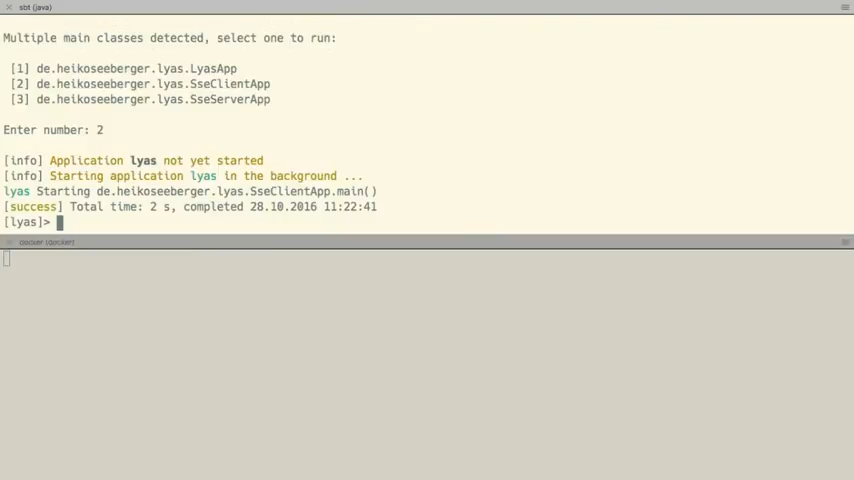 sbt (java)
Multiple main classes detected, select one to run:
[1] de.heikoseeberger.lyas.LyasApp
[2] de.heikoseeberger.lyas.SseClientApp
[3] de.heikoseeberger.lyas.SseServerApp
Enter number: 2
[info] Application lyas not yet started
[info] Starting application lyas in the background ...
lyas Starting de.heikoseeberger.lyas.SseClientApp.main()
[success] Total time: 2 s, completed 28.10.2016 11:22:41
[lyas]>
docker (docker)